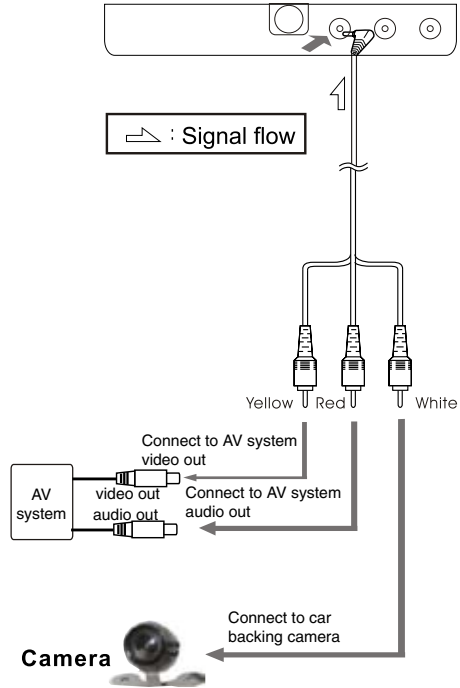 : Signal flow
Yellow
Red
White
Connect to AV system
video out
AV
system
video out
audio out
Connect to AV system
audio out
Connect to car
backing camera
Camera